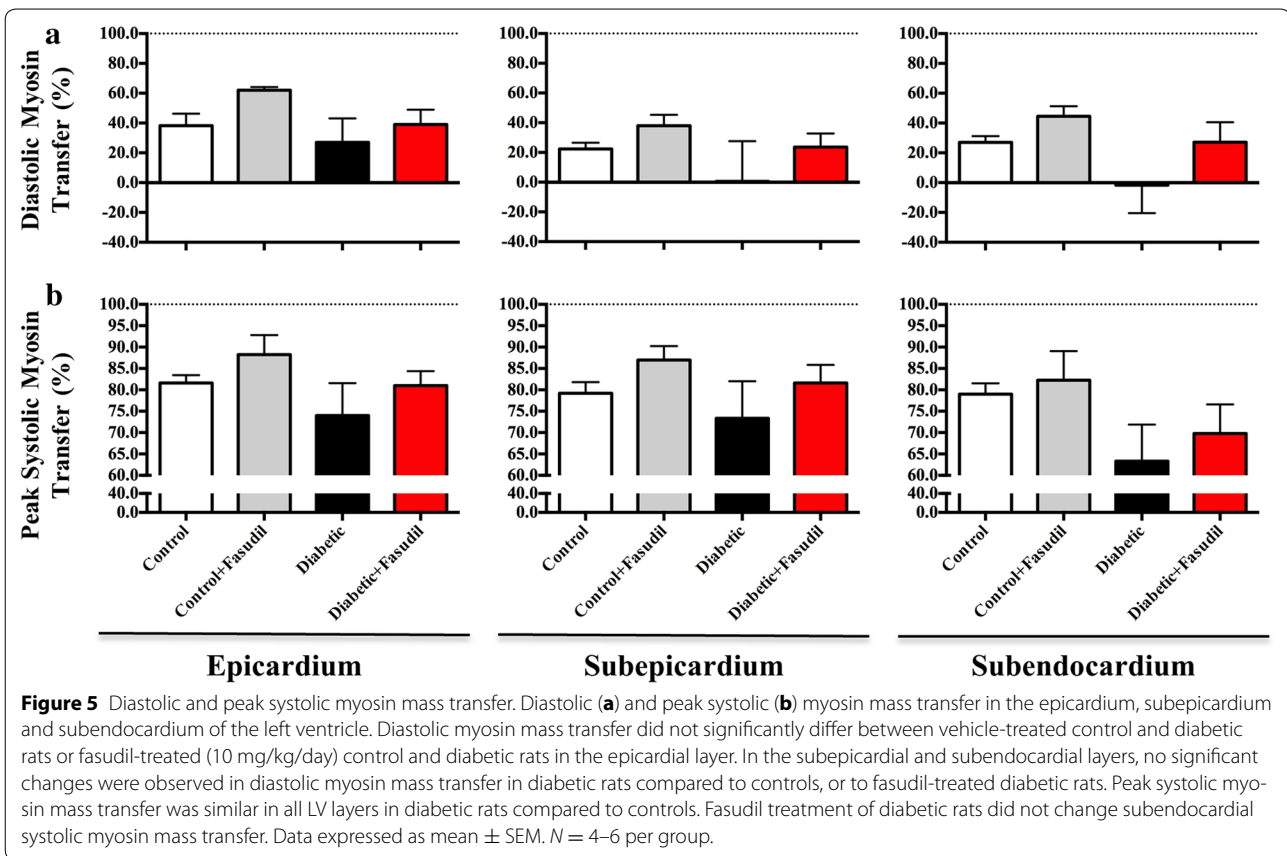 a
Diastolic Myosin
Transfer (%)
100.0
80.0
60.0
40.0
20.0
0.0
-20.0
-40.0
100.0
80.0
60.0
40.0
20.0
0.0
-20.0
-40.0
100.0
80.0
60.0
40.0
20.0
0.0
-20.0
-40.0
b
Peak Systolic Myosin
Transfer (%)
100.0
95.0
90.0
85.0
80.0
75.0
70.0
65.0
60.0
40.0
0.0
100.0
95.0
90.0
85.0
80.0
75.0
70.0
65.0
60.0
40.0
0.0
100.0
95.0
90.0
85.0
80.0
75.0
70.0
65.0
60.0
40.0
0.0
Control
Control+Fasudil
Diabetic
Diabetic+Fasudil
Control
Control+Fasudil
Diabetic
Diabetic+Fasudil
Control
Control+Fasudil
Diabetic
Diabetic+Fasudil
Epicardium
Subepicardium
Subendocardium
Figure 5 Diastolic and peak systolic myosin mass transfer. Diastolic (a) and peak systolic (b) myosin mass transfer in the epicardium, subepicardium
and subendocardium of the left ventricle. Diastolic myosin mass transfer did not significantly differ between vehicle-treated control and diabetic
rats or fasudil-treated (10 mg/kg/day) control and diabetic rats in the epicardial layer. In the subepicardial and subendocardial layers, no significant
changes were observed in diastolic myosin mass transfer in diabetic rats compared to controls, or to fasudil-treated diabetic rats. Peak systolic myo-
sin mass transfer was similar in all LV layers in diabetic rats compared to controls. Fasudil treatment of diabetic rats did not change subendocardial
systolic myosin mass transfer. Data expressed as mean ± SEM. N = 4–6 per group.